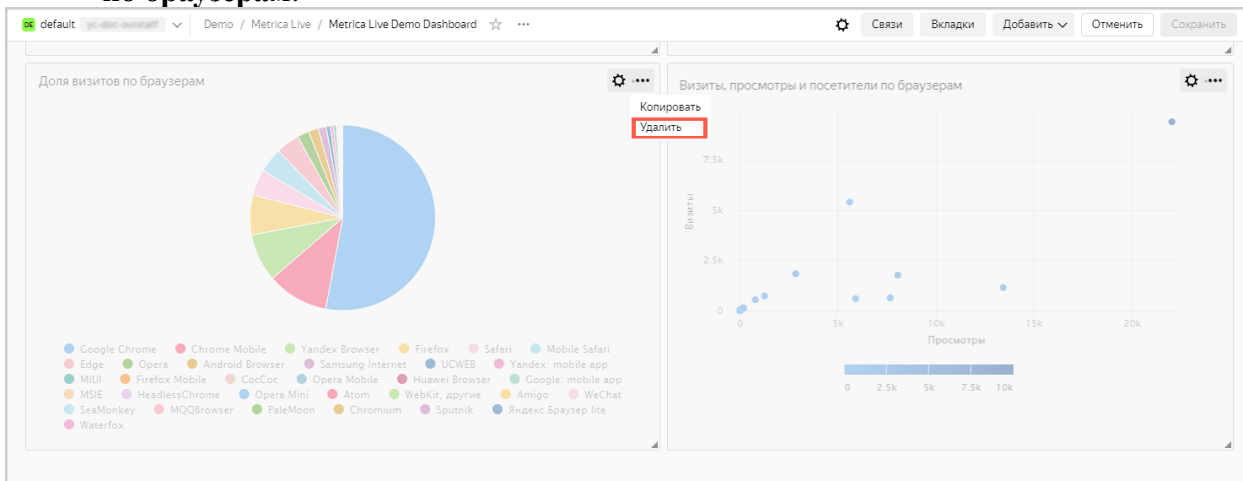 по браузерам.
DE default Demo / Metrica Live / Metrica Live Demo Dashboard Связи Вкладки Добавить Отменить Сохранить
Доля визитов по браузерам
Копировать
Удалить
Google Chrome Chrome Mobile Yandex Browser Firefox Safari Mobile Safari
Edge Opera Android Browser Samsung Internet UCWEB Yandex: mobile app
MIUI Firefox Mobile CocCoc Opera Mobile Huawei Browser Google: mobile app
MSIE HeadlessChrome Opera Mini Atom WebKit, другие Amigo WeChat
SeaMonkey MQQBrowser PaleMoon Chromium Sputnik Яндекс.Браузер lite
Waterfox
Визиты, просмотры и посетители по браузерам
7.5k
5k
2.5k
0
Визиты
0 5k 10k 15k 20k
Просмотры
0 2.5k 5k 7.5k 10k